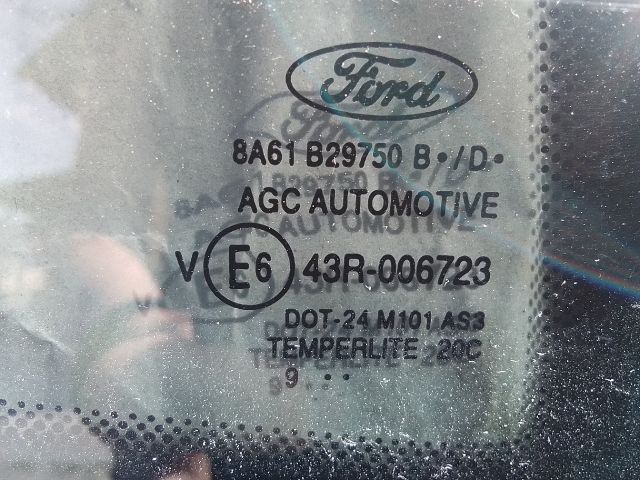 Ford
8A61 B29750 B•/D•
AGC AUTOMOTIVE
V E6 43R-006723
DOT-24 M101 AS3
TEMPERLITE 20C
9 ••